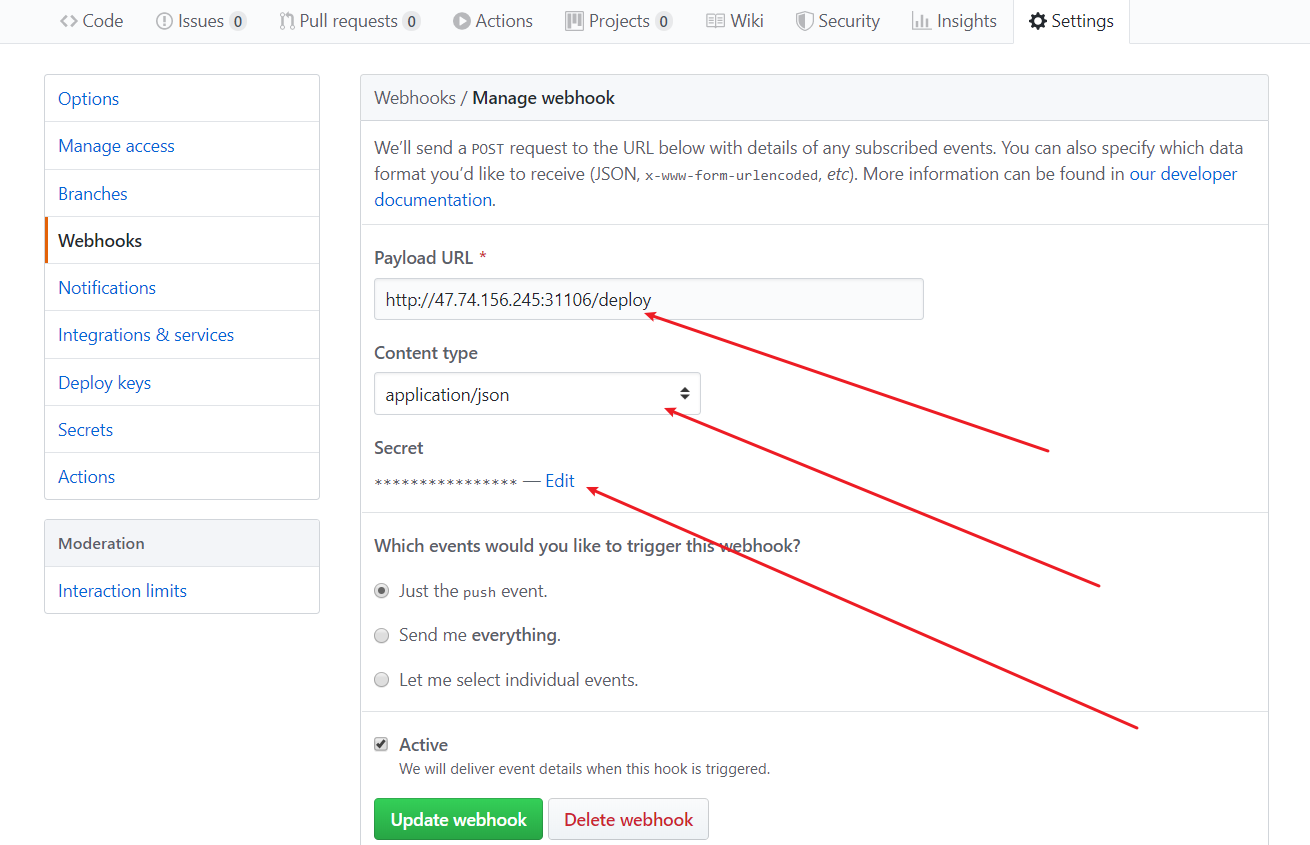 Code Issues 0 Pull requests 0 Actions Projects 0 Wiki Security Insights Settings
Options
Manage access
Branches
Webhooks
Notifications
Integrations & services
Deploy keys
Secrets
Actions
Moderation
Interaction limits
Webhooks / Manage webhook
We’ll send a POST request to the URL below with details of any subscribed events. You can also specify which data
format you’d like to receive (JSON, x-www-form-urlencoded, etc). More information can be found in our developer
documentation.
Payload URL *
http://47.74.156.245:31106/deploy
Content type
application/json
Secret
**************** — Edit
Which events would you like to trigger this webhook?
Just the push event.
Send me everything.
Let me select individual events.
Active
We will deliver event details when this hook is triggered.
Update webhook Delete webhook